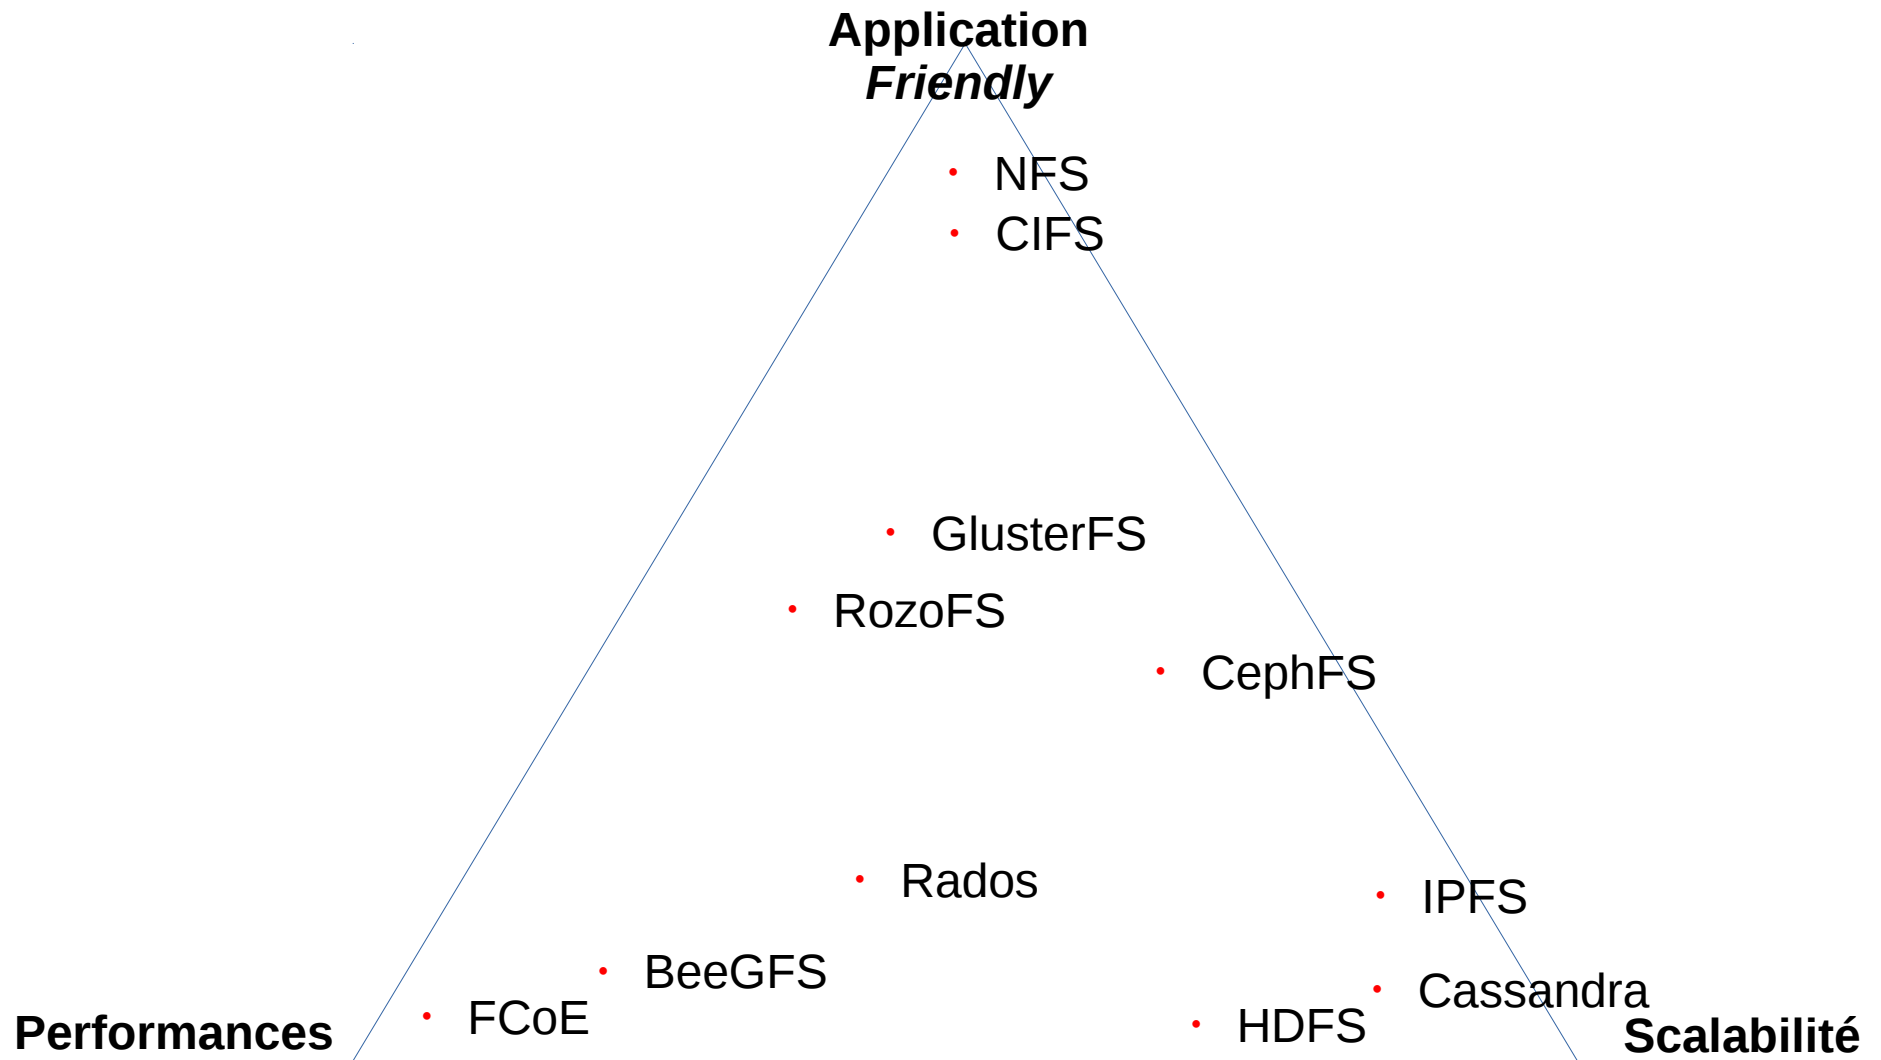 Application
Friendly
NFS
CIFS
GlusterFS
RozoFS
CephFS
Rados
IPFS
BeeGFS
Cassandra
FCoE
HDFS
Performances
Scalabilité